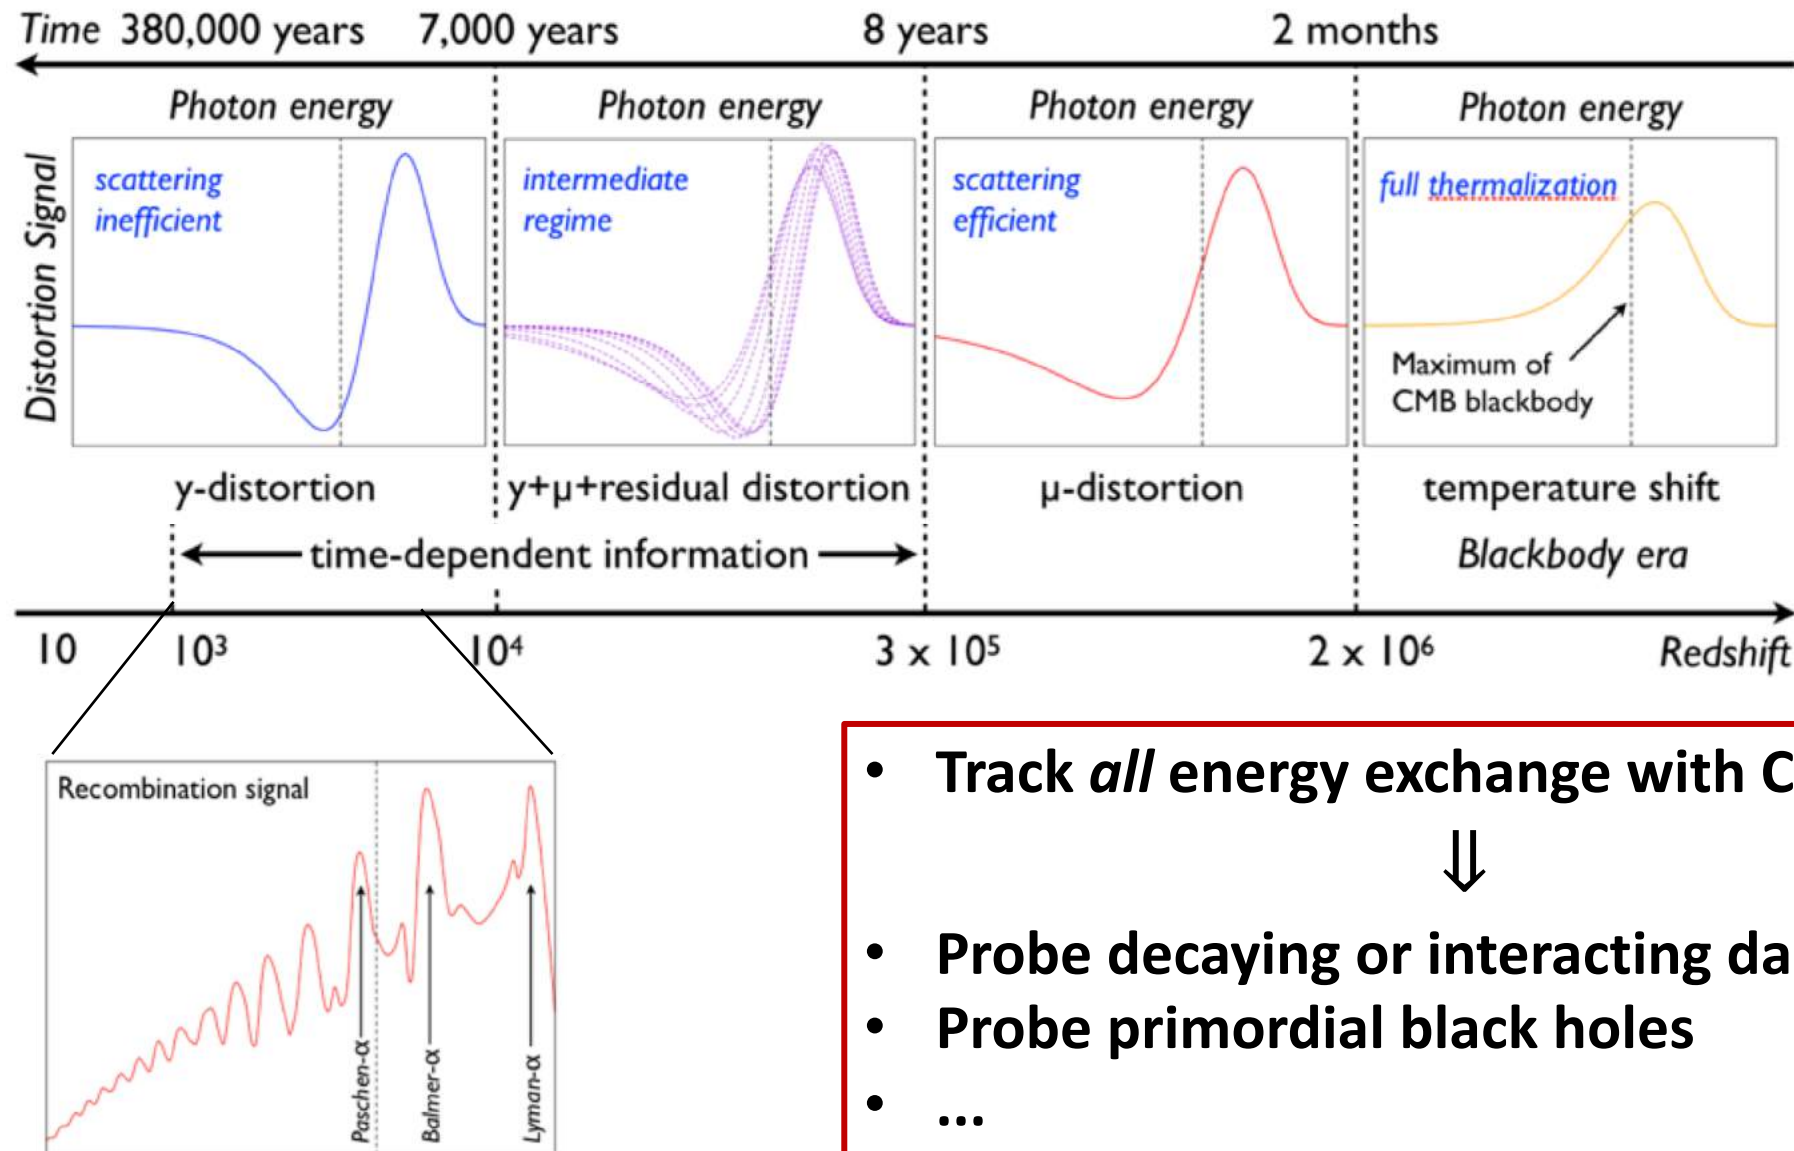 Time 380,000 years 7,000 years 8 years 2 months
Photon energy Photon energy Photon energy Photon energy
Distortion Signal
scattering
inefficient
intermediate
regime
scattering
efficient
full thermalization
Maximum of
CMB blackbody
y-distortion y+μ+residual distortion μ-distortion temperature shift
time-dependent information Blackbody era
10 10³ 10⁴ 3 x 10⁵ 2 x 10⁶ Redshift
Recombination signal
Paschen-α
Balmer-α
Lyman-α
• Track all energy exchange with C
⇓
• Probe decaying or interacting da
• Probe primordial black holes
• ...